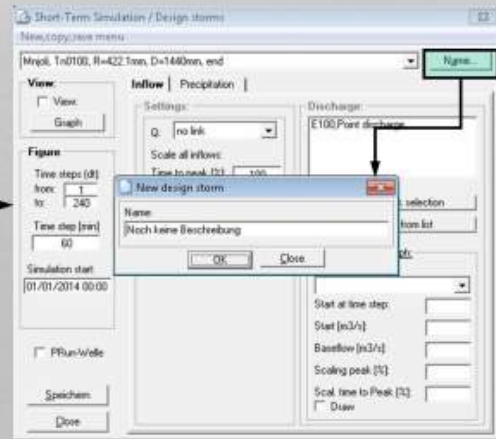 Short-Term Simulation / Design storms
New,copy,save menu
Mnjoli, Tn0100, R=422.1mm, D=1440mm, end
Name...
View:
View:
Graph
Figure
Time steps (dt)
from: 1
to: 240
Time step [min]
60
Simulation start
01/01/2014 00:00
PRun-Welle
Speichern
Close
Inflow
Precipitation
Settings:
Q: no link
Scale all inflows:
Time to peak [%]: 100
Discharge:
E100,Point discharge
selection
from list
New design storm
Name
Noch keine Beschreibung
OK
Close
Start at time step:
Start [m3/s]:
Baseflow [m3/s]:
Scaling peak [%]:
Scal. time to Peak [%]:
Draw